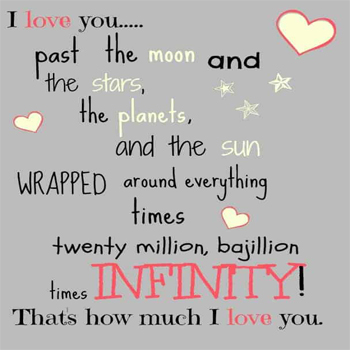 I love you.....
past the moon and
the stars,
the planets,
and the sun
WRAPPED around everything
times
twenty million, bajillion
times INFINITY!
That's how much I love you.